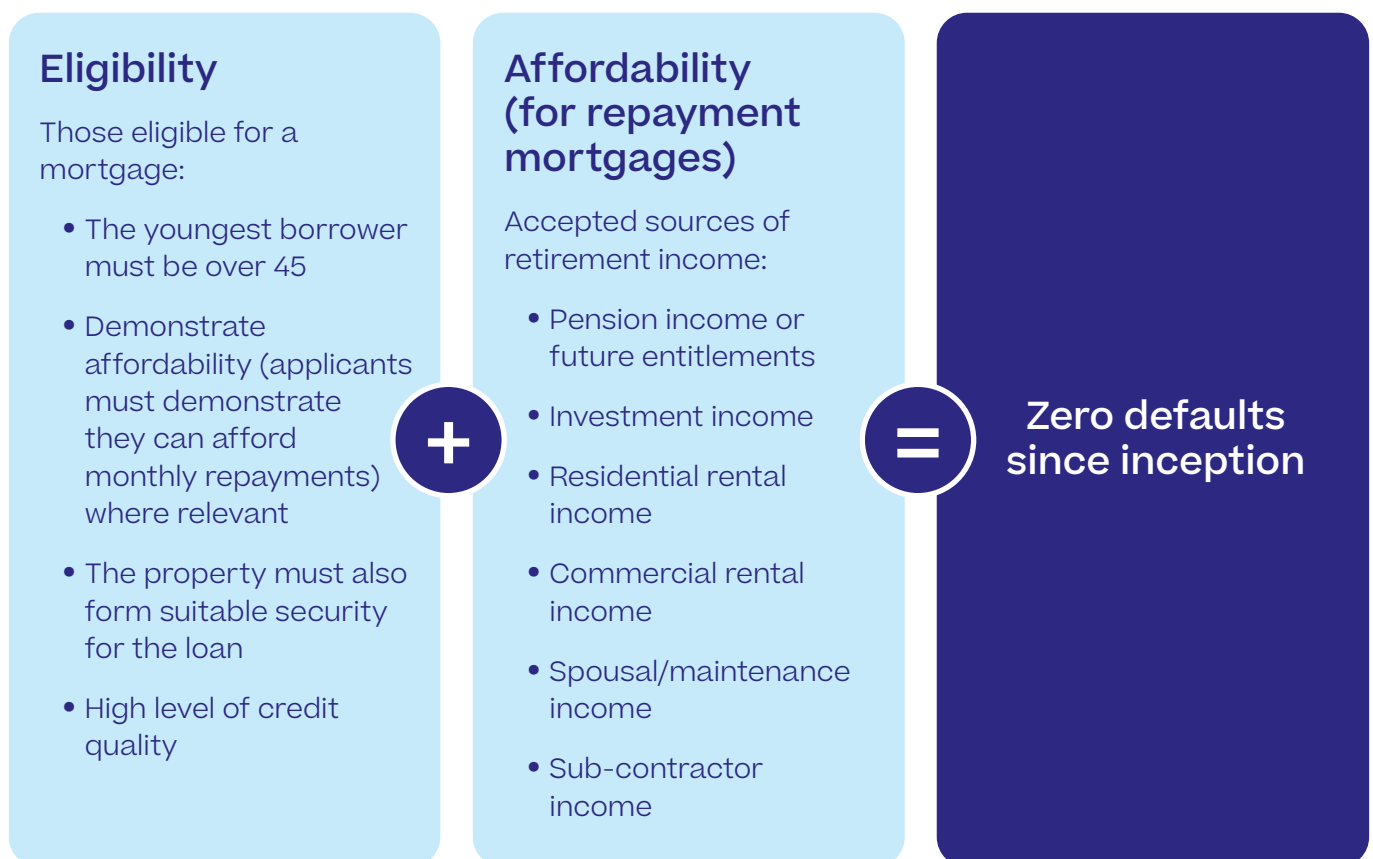 Eligibility
Those eligible for a
mortgage:
• The youngest borrower
must be over 45
• Demonstrate
affordability (applicants
must demonstrate
they can afford
monthly repayments)
where relevant
• The property must also
form suitable security
for the loan
• High level of credit
quality
+
Affordability
(for repayment
mortgages)
Accepted sources of
retirement income:
• Pension income or
future entitlements
• Investment income
• Residential rental
income
• Commercial rental
income
• Spousal/maintenance
income
• Sub-contractor
income
=
Zero defaults
since inception